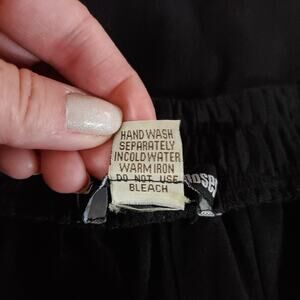 HAND WASH
SEPARATELY
IN COLD WATER
WARM IRON
DO NOT USE
BLEACH